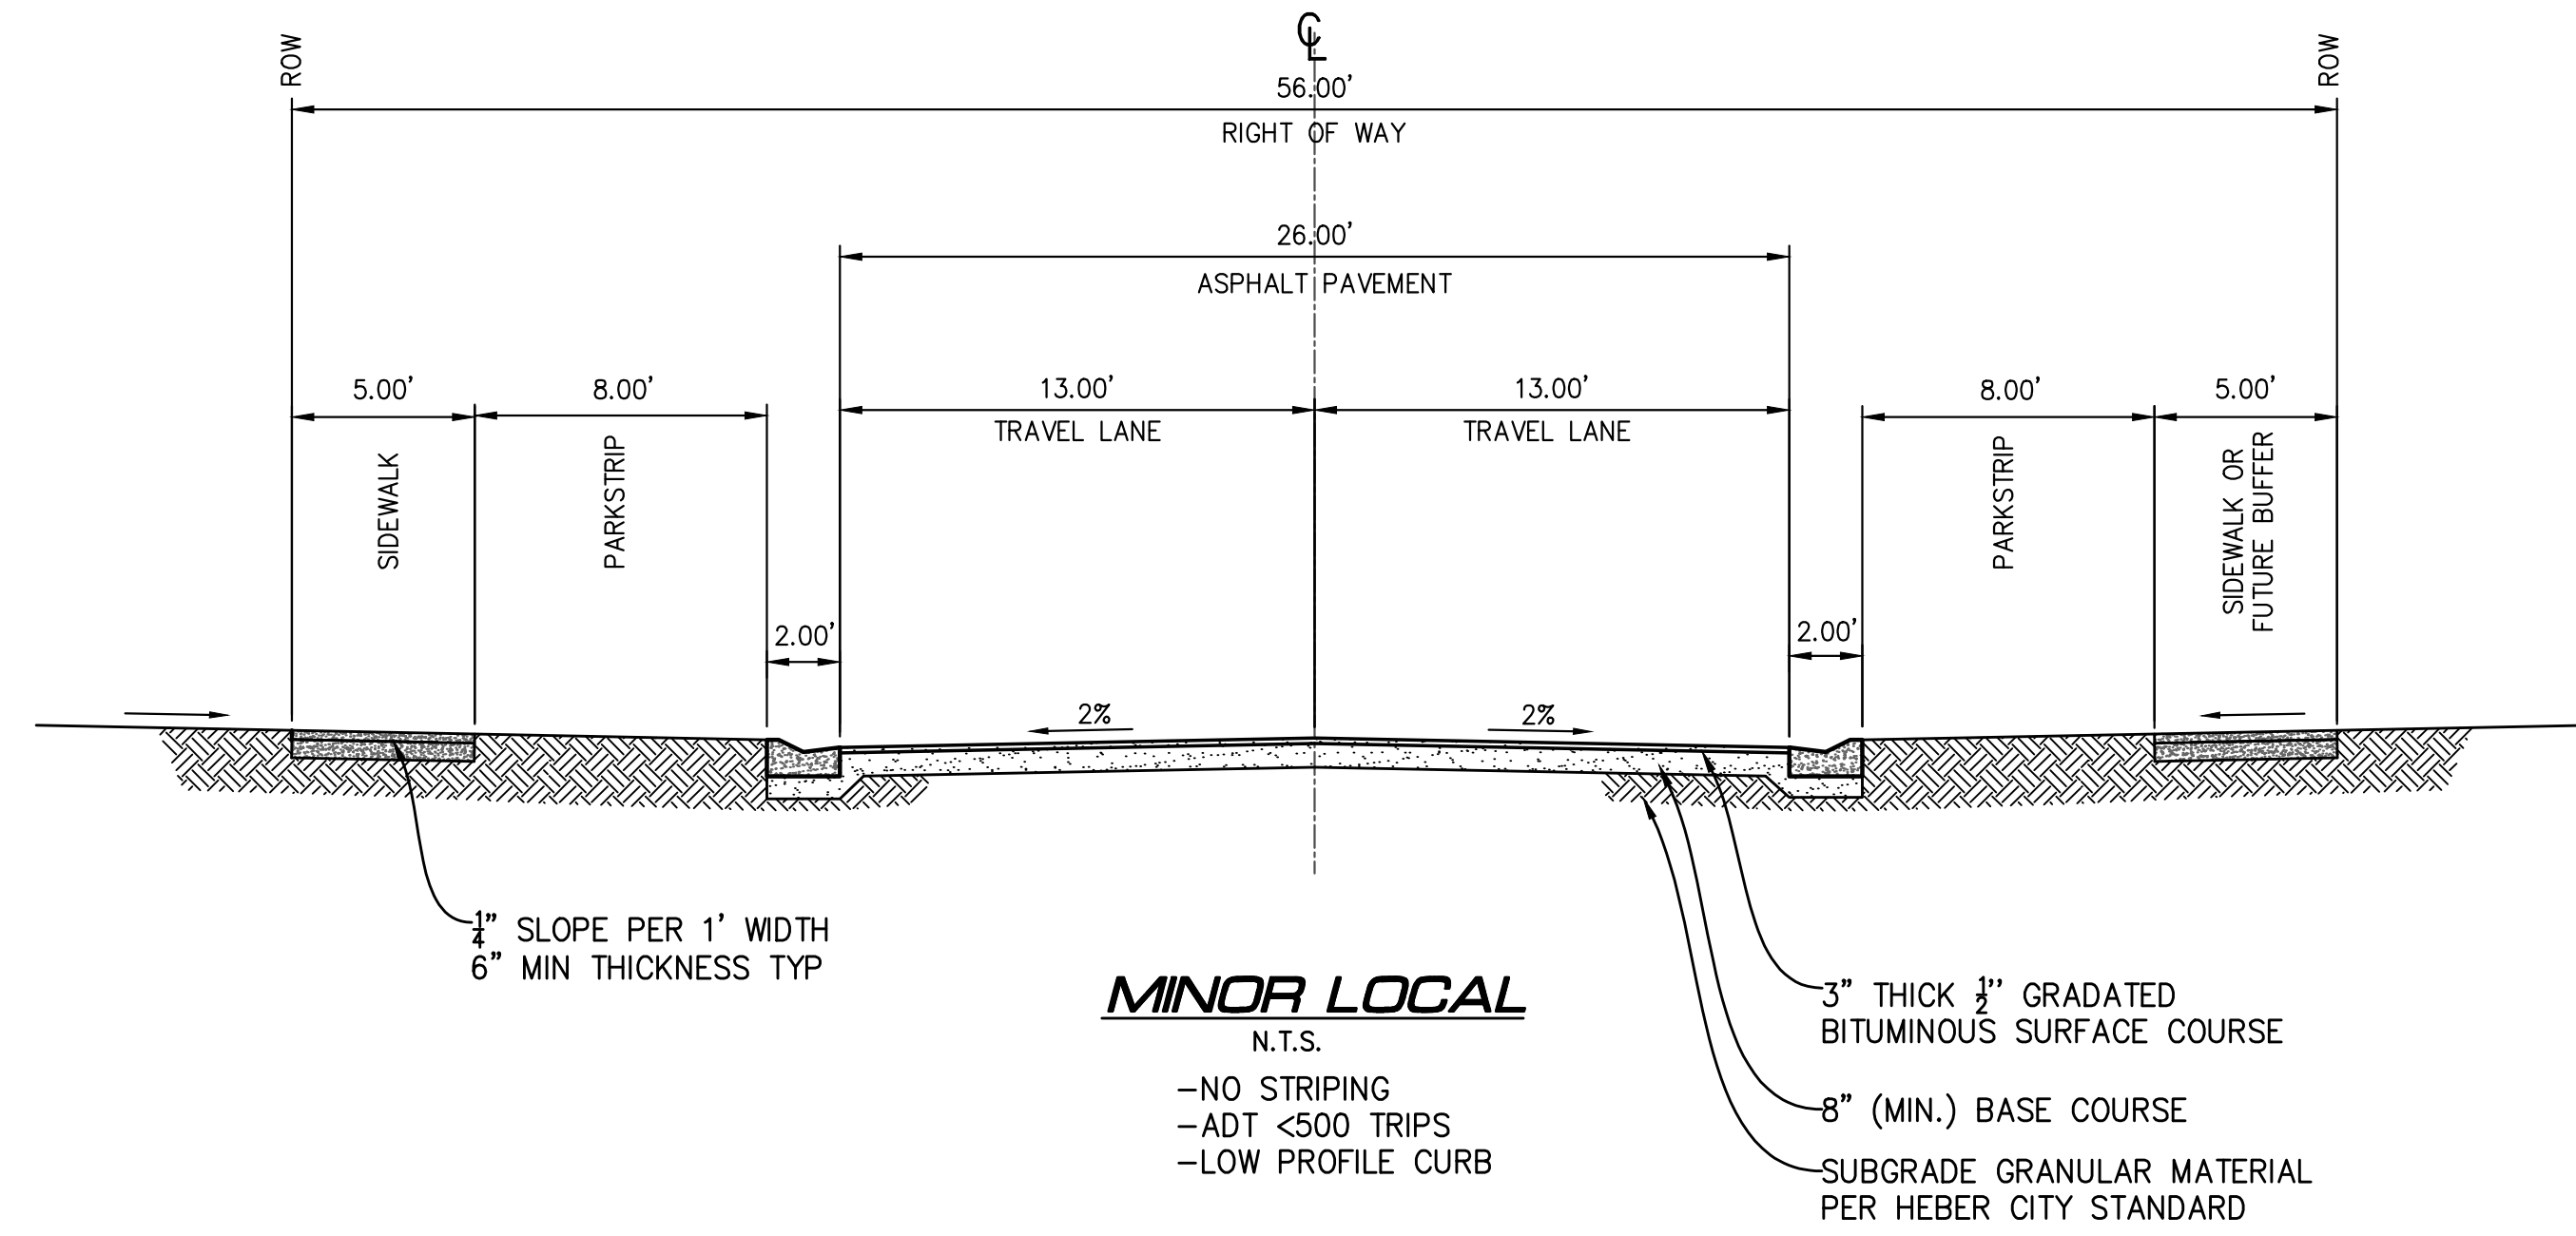 CL
ROW
ROW
56.00'
RIGHT OF WAY
26.00'
ASPHALT PAVEMENT
5.00'
8.00'
13.00'
13.00'
8.00'
5.00'
TRAVEL LANE
TRAVEL LANE
SIDEWALK
PARKSTRIP
PARKSTRIP
SIDEWALK OR
FUTURE BUFFER
2.00'
2.00'
2%
2%
1/4" SLOPE PER 1' WIDTH
6" MIN THICKNESS TYP
MINOR LOCAL
N.T.S.
-NO STRIPING
-ADT <500 TRIPS
-LOW PROFILE CURB
3" THICK 1/2'' GRADATED
BITUMINOUS SURFACE COURSE
8" (MIN.) BASE COURSE
SUBGRADE GRANULAR MATERIAL
PER HEBER CITY STANDARD